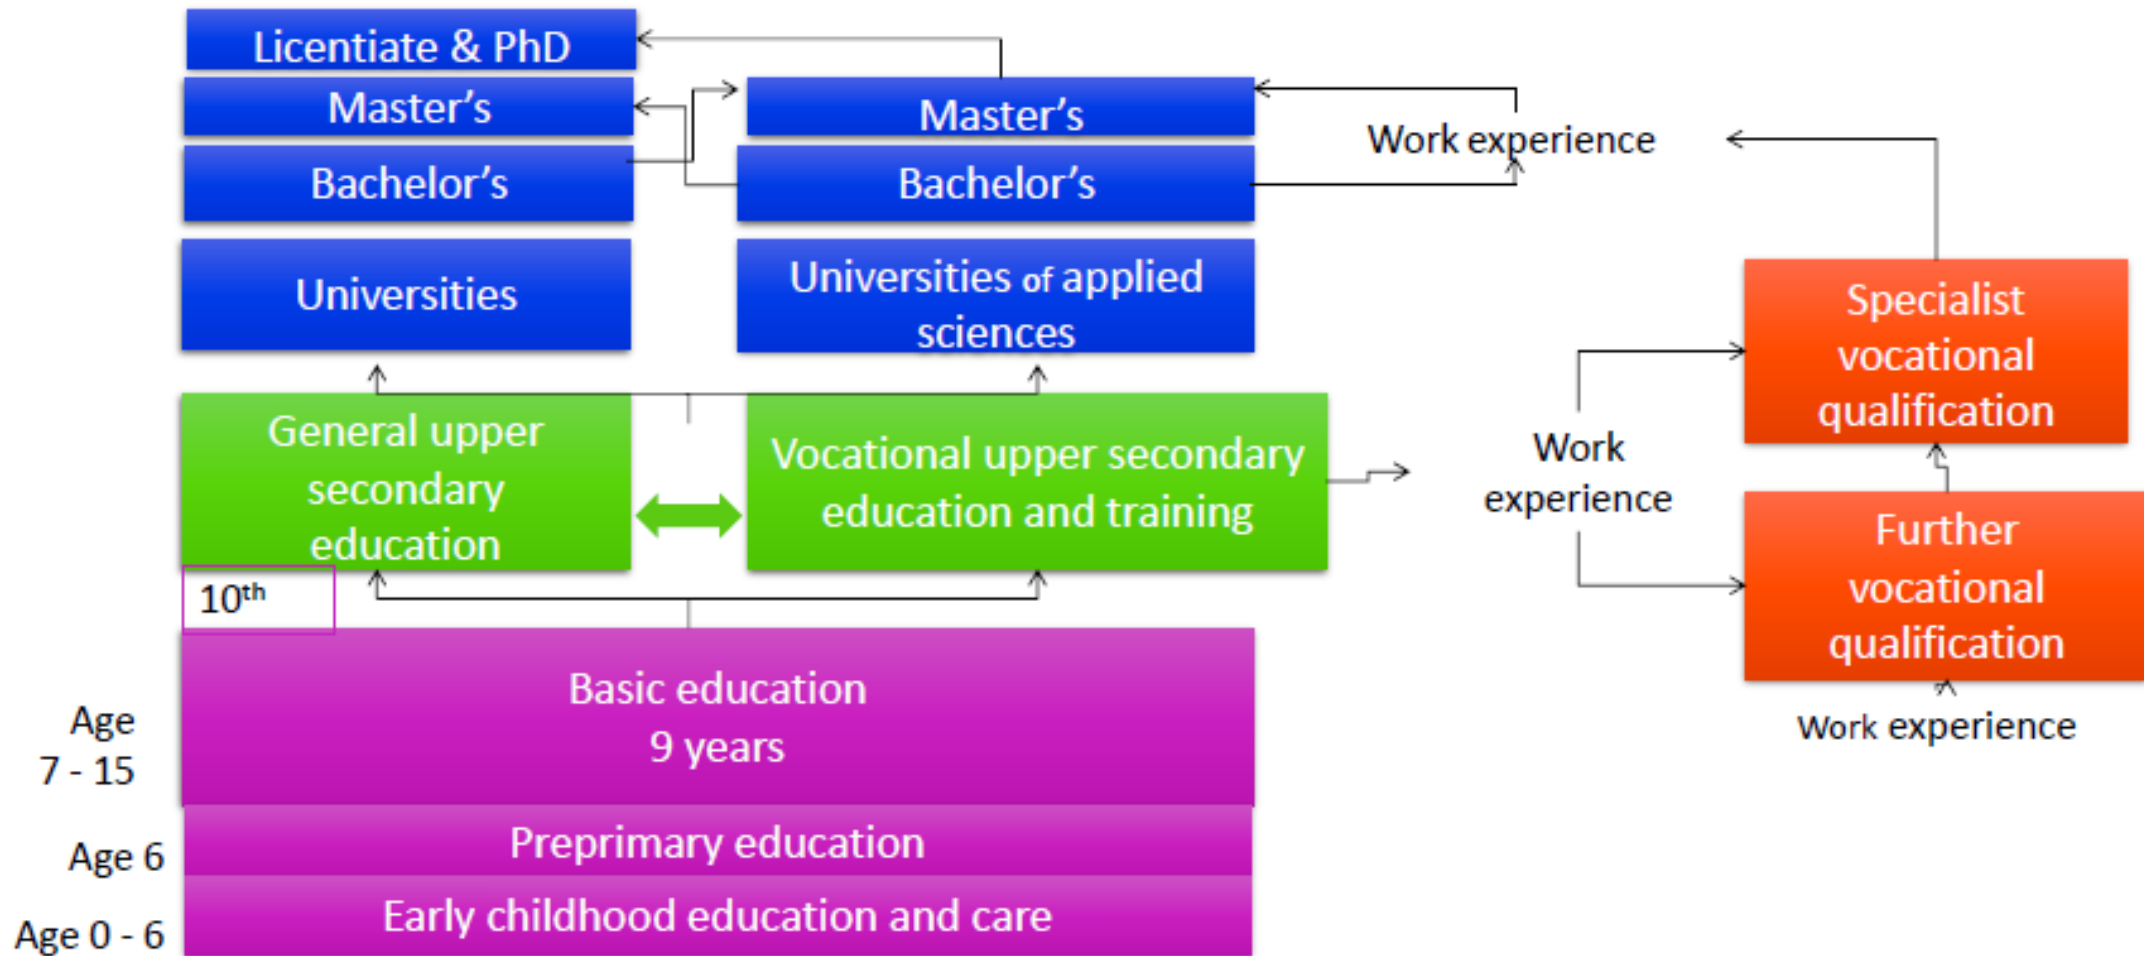 Licentiate & PhD
Master's
Bachelor's
Universities
Master's
Bachelor's
Universities of applied
sciences
Work experience
General upper
secondary
education
Vocational upper secondary
education and training
Work
experience
Specialist
vocational
qualification
Further
vocational
qualification
Work experience
10th
Basic education
9 years
Age
7 - 15
Preprimary education
Age 6
Early childhood education and care
Age 0 - 6